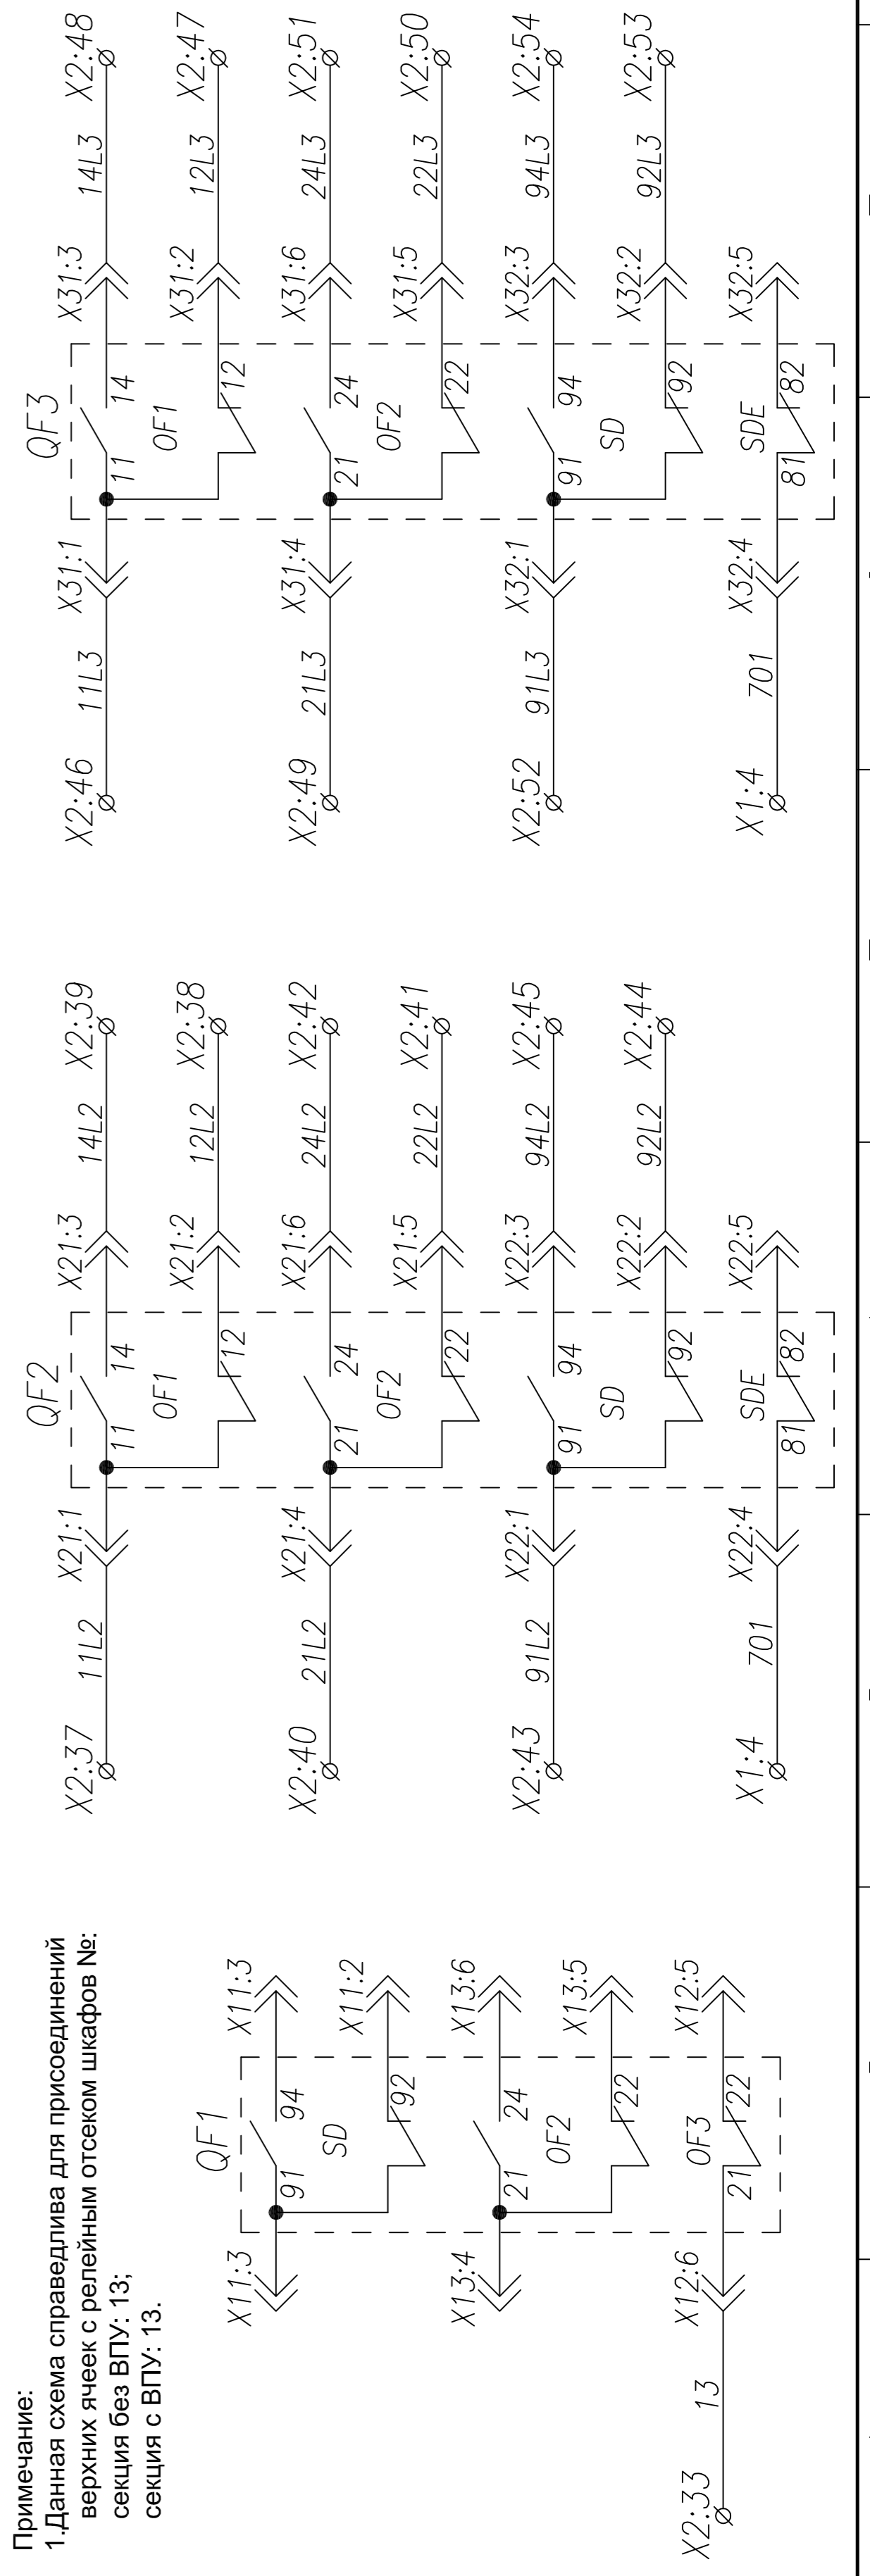 Примечание:
1.Данная схема справедлива для присоединений
верхних ячеек с релейным отсеком шкафов №:
секция без ВПУ: 13;
секция с ВПУ: 13.
QF1
X11:3 91 94 X11:3
SD
92 X11:2
X13:4 21 24 X13:6
OF2
22 X13:5
OF3
X2:33 13 X12:6 21 22 X12:5
QF2
X2:37 11L2 X21:1 11 14 X21:3 14L2 X2:39
OF1
12 X21:2 12L2 X2:38
X2:40 21L2 X21:4 21 24 X21:6 24L2 X2:42
OF2
22 X21:5 22L2 X2:41
X2:43 91L2 X22:1 91 94 X22:3 94L2 X2:45
SD
92 X22:2 92L2 X2:44
SDE
X1:4 701 X22:4 81 82 X22:5
QF3
X2:46 11L3 X31:1 11 14 X31:3 14L3 X2:48
OF1
12 X31:2 12L3 X2:47
X2:49 21L3 X31:4 21 24 X31:6 24L3 X2:51
OF2
22 X31:5 22L3 X2:50
X2:52 91L3 X32:1 91 94 X32:3 94L3 X2:54
SD
92 X32:2 92L3 X2:53
SDE
X1:4 701 X32:4 81 82 X32:5